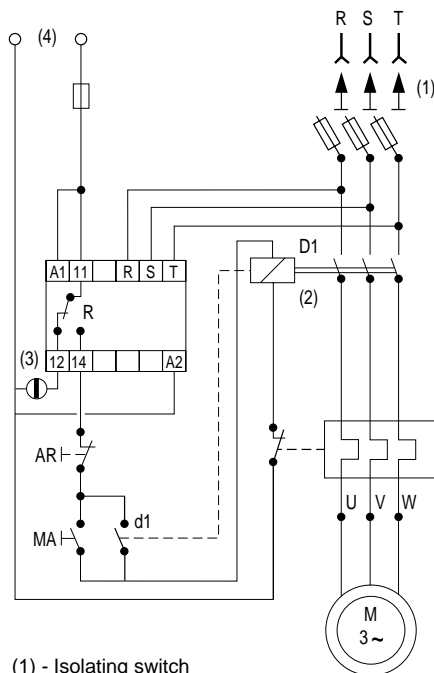 (4)
R S T
(1)
A1 11 R S T
D1
(2)
R
(3)
12 14 A2
AR
MA
d1
U V W
M
3~
(1) - Isolating switch